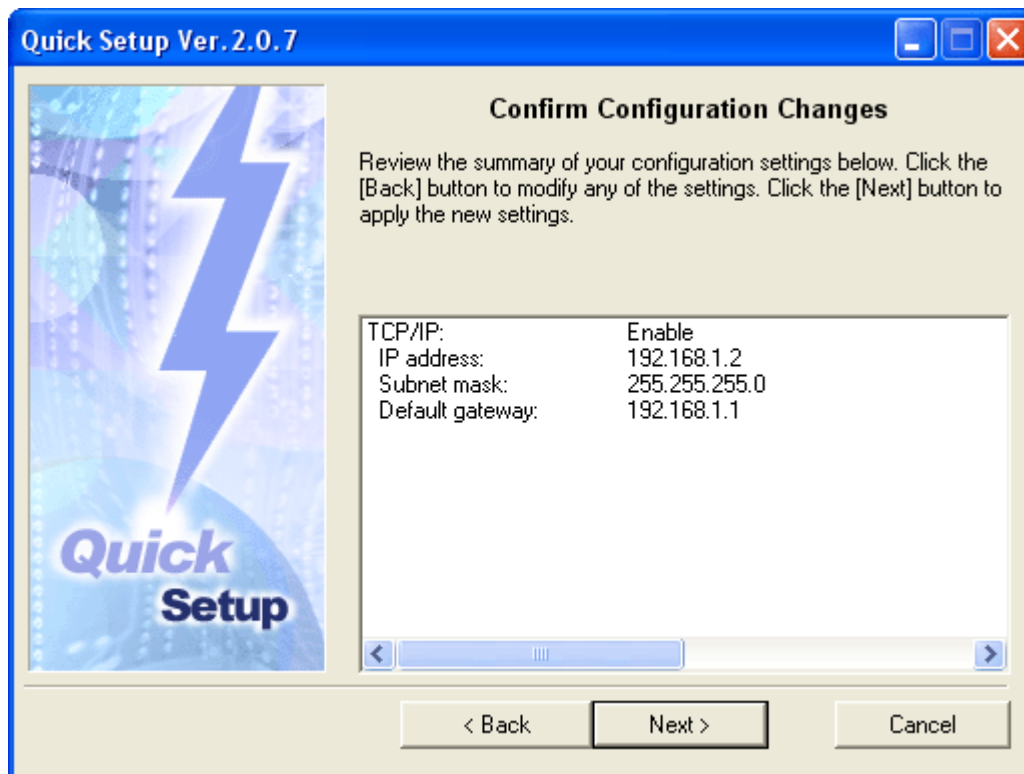 Quick Setup Ver.2.0.7
Confirm Configuration Changes
Review the summary of your configuration settings below. Click the
[Back] button to modify any of the settings. Click the [Next] button to
apply the new settings.
TCP/IP: Enable
IP address: 192.168.1.2
Subnet mask: 255.255.255.0
Default gateway: 192.168.1.1
Quick
Setup
< Back Next > Cancel